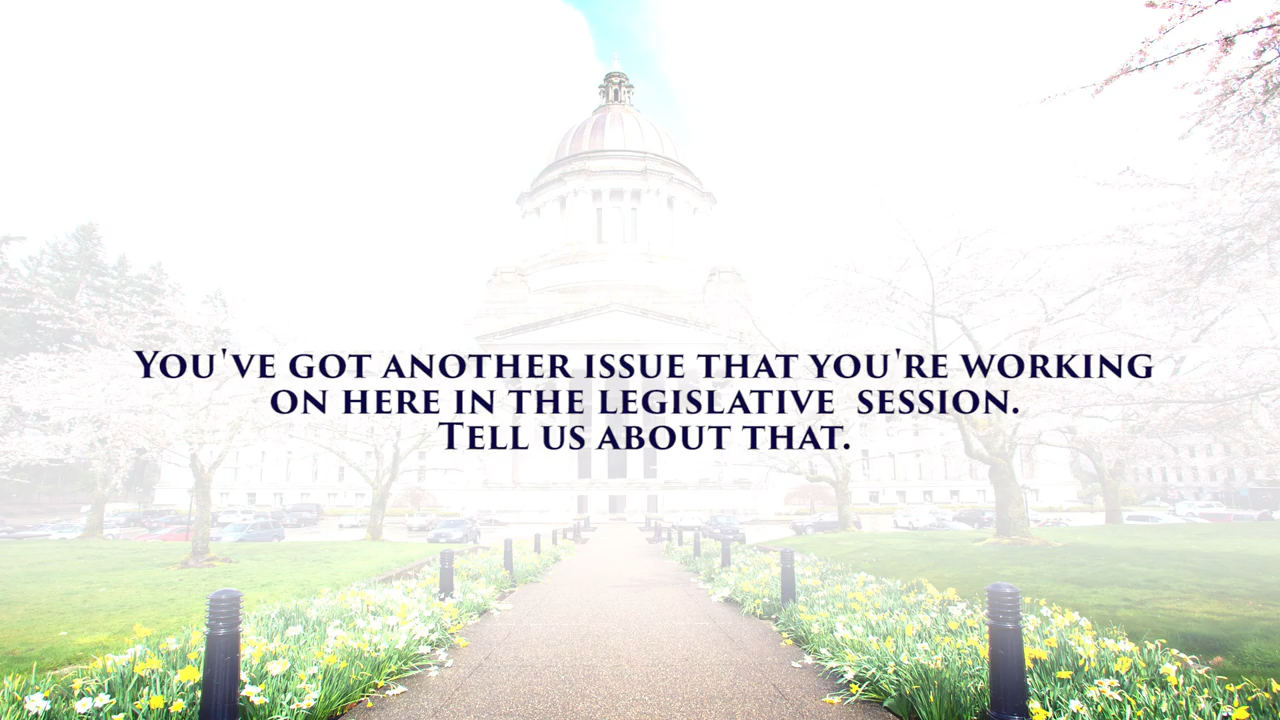 You've got another issue that you're working
on here in the legislative  session.
Tell us about that.